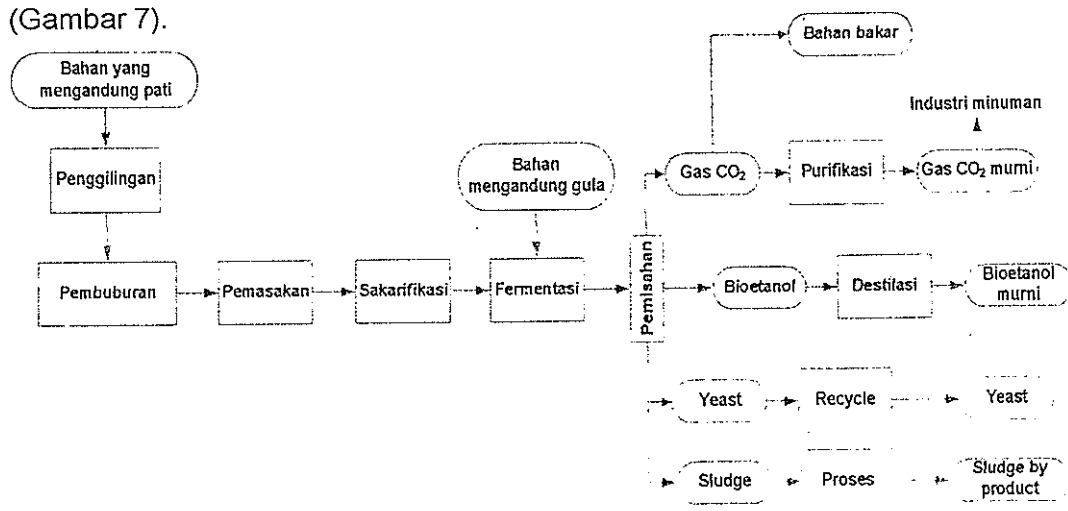 (Gambar 7).
Bahan yang
mengandung pati
Penggilingan
Pembuburan
Pemasakan
Sakarifikasi
Bahan
mengandung gula
Fermentasi
Pemisahan
Bahan bakar
Gas CO₂
Purifikasi
Industri minuman
Gas CO₂ murni
Bioetanol
Destilasi
Bioetanol
murni
Yeast
Recycle
Yeast
Sludge
Proses
Sludge by
product